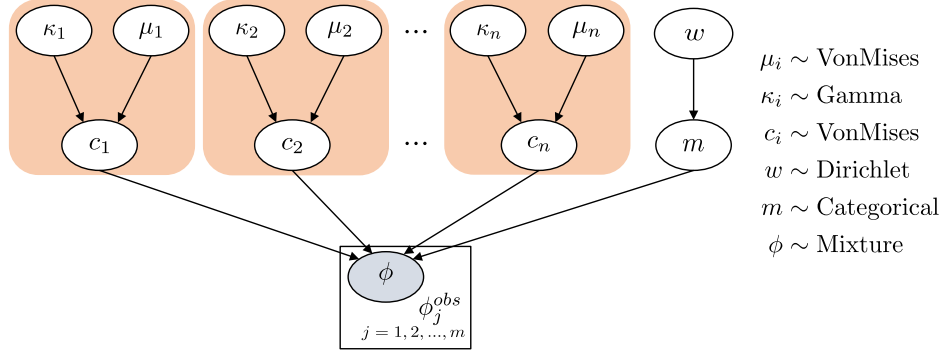 κ₁ μ₁ κ₂ μ₂ ... κₙ μₙ w
μᵢ ∼ VonMises
κᵢ ∼ Gamma
cᵢ ∼ VonMises
c₁ c₂ ... cₙ m
w ∼ Dirichlet
m ∼ Categorical
ϕ ∼ Mixture
ϕ
ϕⱼᵒᵇˢ
j = 1, 2, ..., m